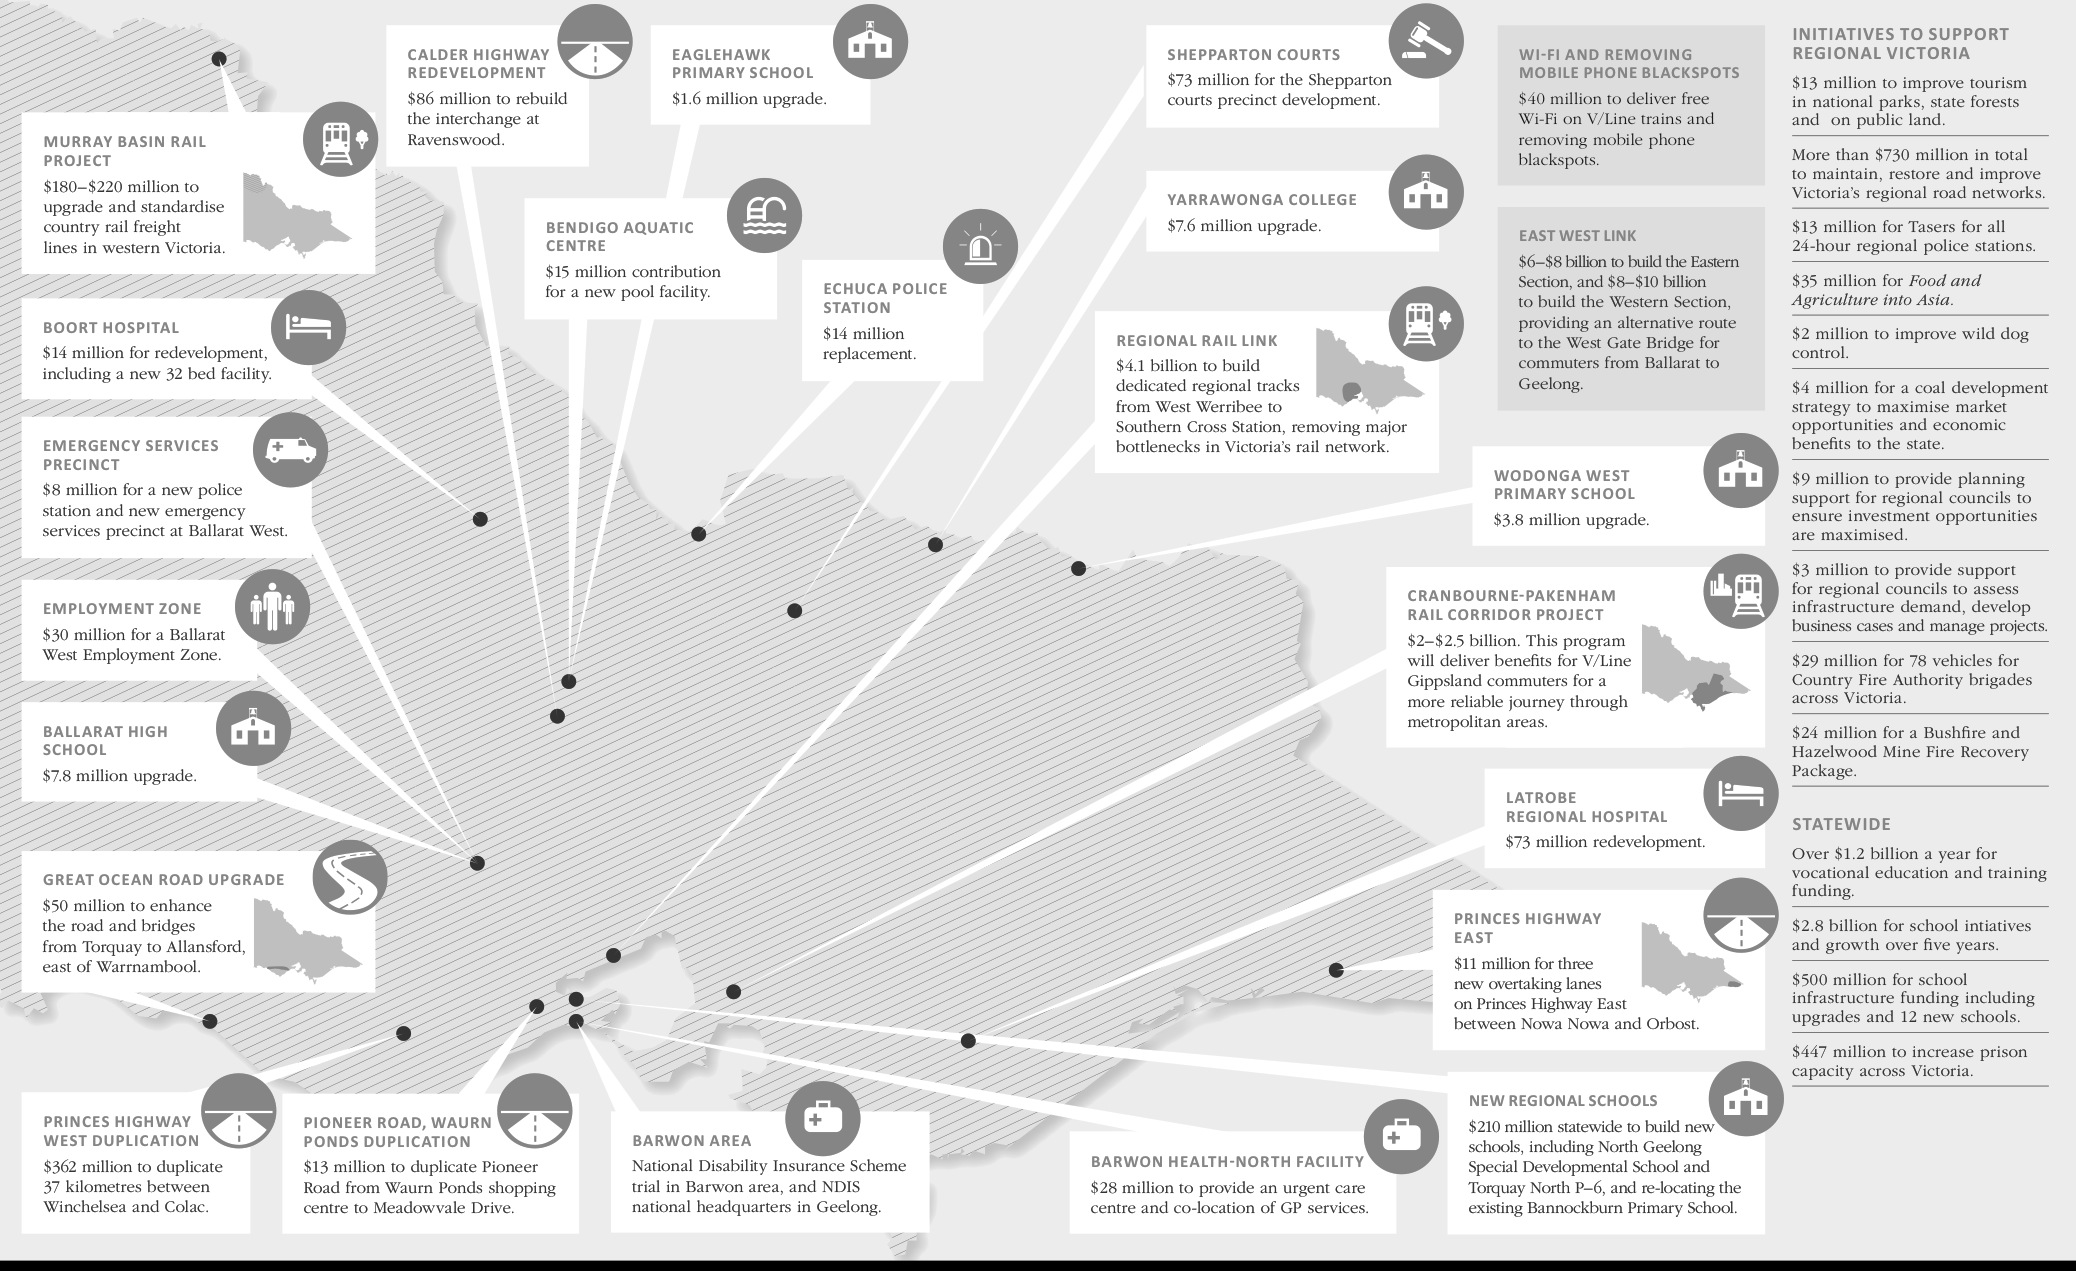 CALDER HIGHWAY
REDEVELOPMENT
$86 million to rebuild
the interchange at
Ravenswood.
EAGLEHAWK
PRIMARY SCHOOL
$1.6 million upgrade.
MURRAY BASIN RAIL
PROJECT
$180–$220 million to
upgrade and standardise
country rail freight
lines in western Victoria.
BENDIGO AQUATIC
CENTRE
$15 million contribution
for a new pool facility.
ECHUCA POLICE
STATION
$14 million
replacement.
BOORT HOSPITAL
$14 million for redevelopment,
including a new 32 bed facility.
EMERGENCY SERVICES
PRECINCT
$8 million for a new police
station and new emergency
services precinct at Ballarat West.
EMPLOYMENT ZONE
$30 million for a Ballarat
West Employment Zone.
BALLARAT HIGH
SCHOOL
$7.8 million upgrade.
GREAT OCEAN ROAD UPGRADE
$50 million to enhance
the road and bridges
from Torquay to Allansford,
east of Warrnambool.
PRINCES HIGHWAY
WEST DUPLICATION
$362 million to duplicate
37 kilometres between
Winchelsea and Colac.
PIONEER ROAD, WAURN
PONDS DUPLICATION
$13 million to duplicate Pioneer
Road from Waurn Ponds shopping
centre to Meadowvale Drive.
BARWON AREA
National Disability Insurance Scheme
trial in Barwon area, and NDIS
national headquarters in Geelong.
BARWON HEALTH-NORTH FACILITY
$28 million to provide an urgent care
centre and co-location of GP services.
SHEPPARTON COURTS
$73 million for the Shepparton
courts precinct development.
YARRAWONGA COLLEGE
$7.6 million upgrade.
REGIONAL RAIL LINK
$4.1 billion to build
dedicated regional tracks
from West Werribee to
Southern Cross Station, removing major
bottlenecks in Victoria's rail network.
WI-FI AND REMOVING
MOBILE PHONE BLACKSPOTS
$40 million to deliver free
Wi-Fi on V/Line trains and
removing mobile phone
blackspots.
EAST WEST LINK
$6–$8 billion to build the Eastern
Section, and $8–$10 billion
to build the Western Section,
providing an alternative route
to the West Gate Bridge for
commuters from Ballarat to
Geelong.
WODONGA WEST
PRIMARY SCHOOL
$3.8 million upgrade.
CRANBOURNE-PAKENHAM
RAIL CORRIDOR PROJECT
$2–$2.5 billion. This program
will deliver benefits for V/Line
Gippsland commuters for a
more reliable journey through
metropolitan areas.
LATROBE
REGIONAL HOSPITAL
$73 million redevelopment.
PRINCES HIGHWAY
EAST
$11 million for three
new overtaking lanes
on Princes Highway East
between Nowa Nowa and Orbost.
NEW REGIONAL SCHOOLS
$210 million statewide to build new
schools, including North Geelong
Special Developmental School and
Torquay North P–6, and re-locating the
existing Bannockburn Primary School.
INITIATIVES TO SUPPORT
REGIONAL VICTORIA
$13 million to improve tourism
in national parks, state forests
and on public land.
More than $730 million in total
to maintain, restore and improve
Victoria's regional road networks.
$13 million for Tasers for all
24-hour regional police stations.
$35 million for Food and
Agriculture into Asia.
$2 million to improve wild dog
control.
$4 million for a coal development
strategy to maximise market
opportunities and economic
benefits to the state.
$9 million to provide planning
support for regional councils to
ensure investment opportunities
are maximised.
$3 million to provide support
for regional councils to assess
infrastructure demand, develop
business cases and manage projects.
$29 million for 78 vehicles for
Country Fire Authority brigades
across Victoria.
$24 million for a Bushfire and
Hazelwood Mine Fire Recovery
Package.
STATEWIDE
Over $1.2 billion a year for
vocational education and training
funding.
$2.8 billion for school intiatives
and growth over five years.
$500 million for school
infrastructure funding including
upgrades and 12 new schools.
$447 million to increase prison
capacity across Victoria.